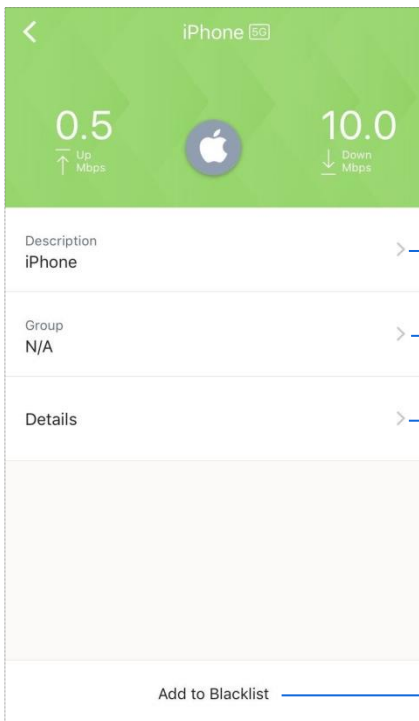 iPhone 5G
0.5
Up
Mbps
10.0
Down
Mbps
Description
iPhone
Group
N/A
Details
Add to Blacklist